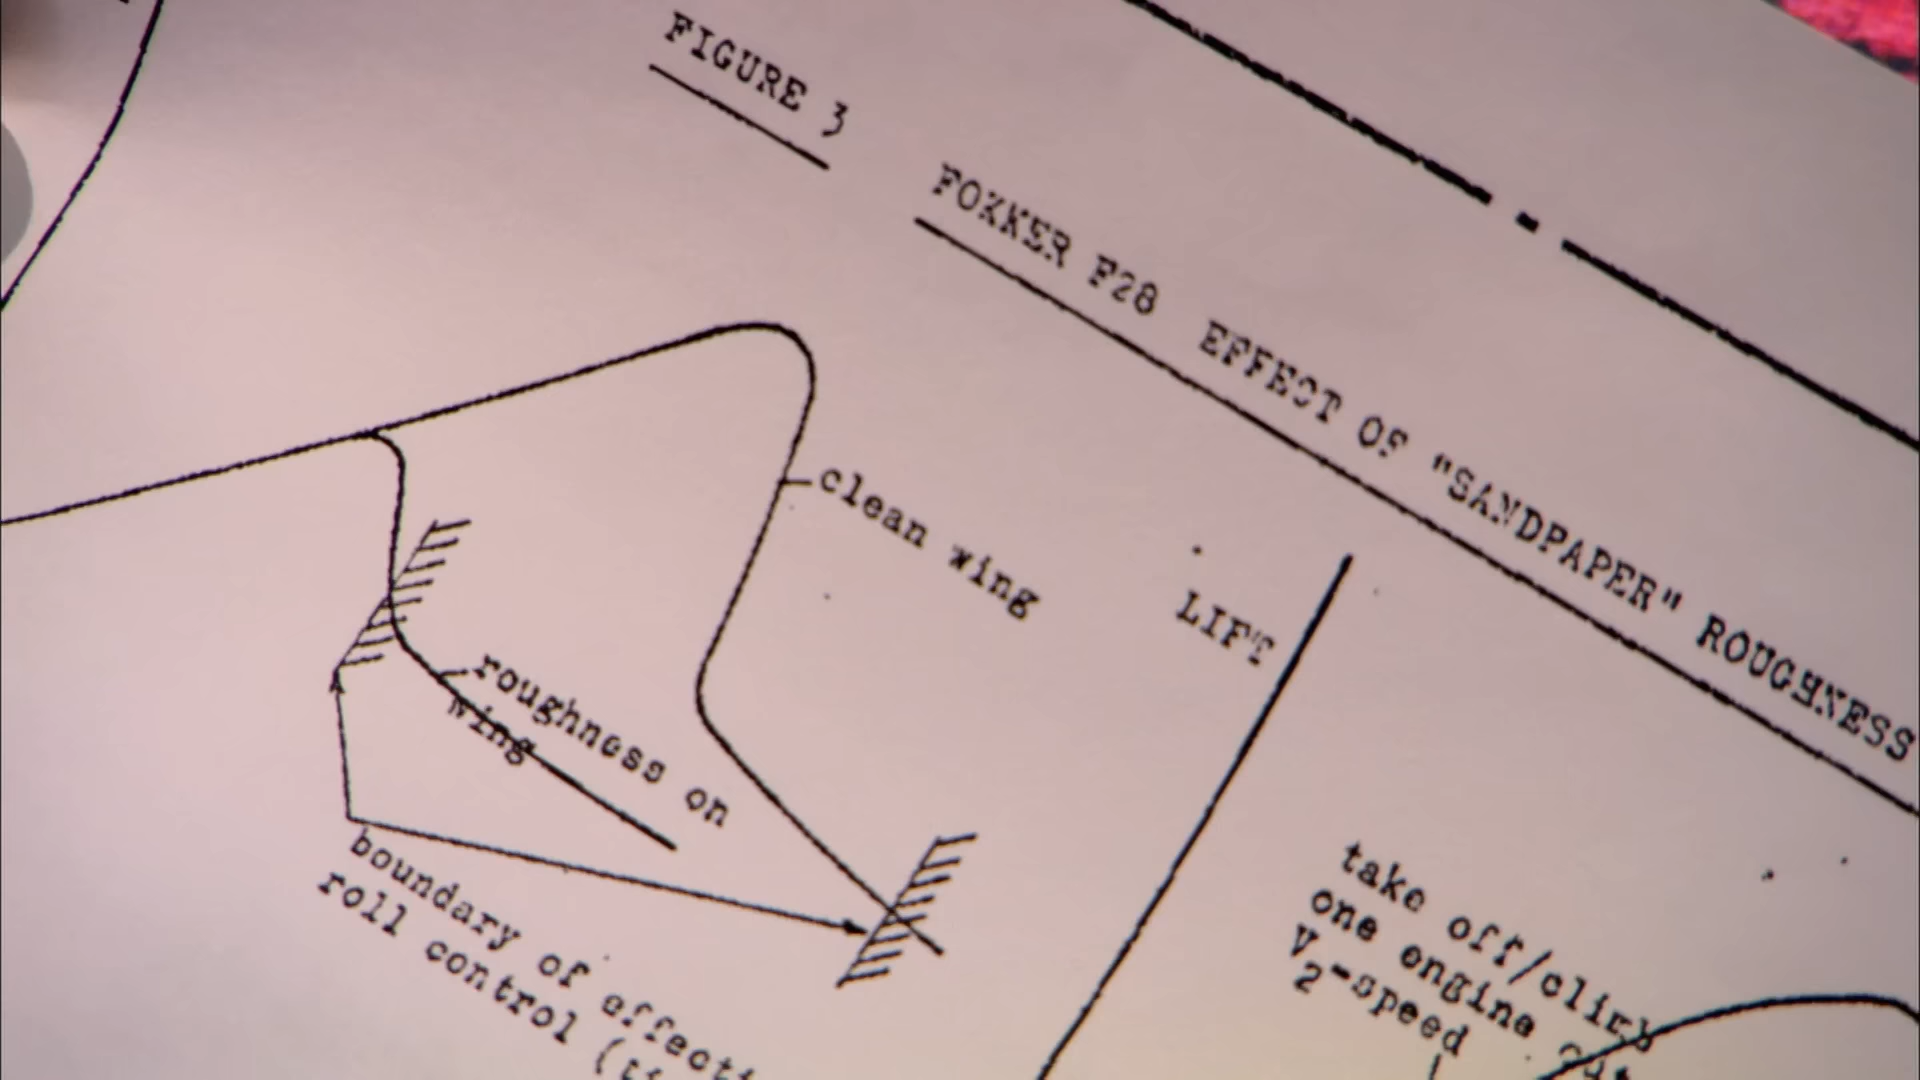 FIGURE 3
FOKKER F28 EFFECT OF "SANDPAPER" ROUGHNESS
clean wing
LIFT
roughness on
wing
boundary of
roll control
take off/climb
one engine
V2-speed